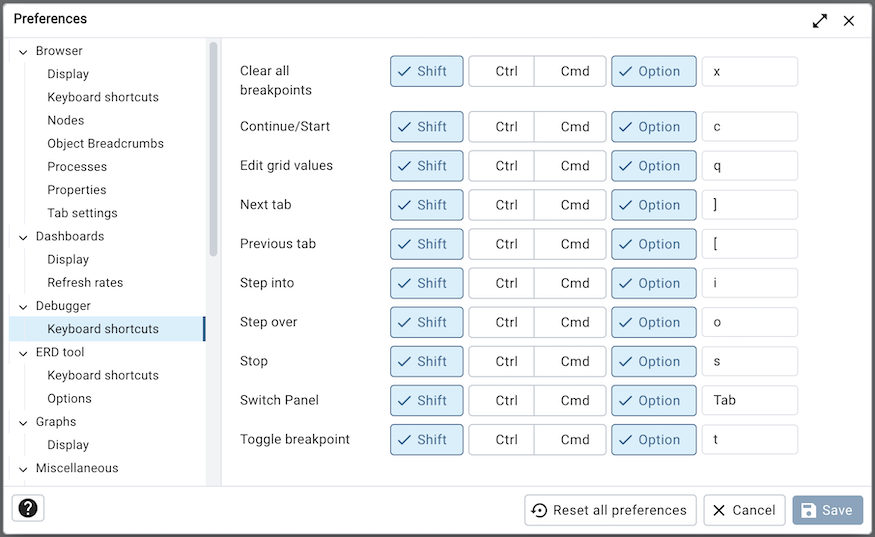 Preferences
Browser
Display
Keyboard shortcuts
Nodes
Object Breadcrumbs
Processes
Properties
Tab settings
Dashboards
Display
Refresh rates
Debugger
Keyboard shortcuts
ERD tool
Keyboard shortcuts
Options
Graphs
Display
Miscellaneous
Clear all
breakpoints
Shift Ctrl Cmd Option x
Continue/Start Shift Ctrl Cmd Option c
Edit grid values Shift Ctrl Cmd Option q
Next tab Shift Ctrl Cmd Option ]
Previous tab Shift Ctrl Cmd Option [
Step into Shift Ctrl Cmd Option i
Step over Shift Ctrl Cmd Option o
Stop Shift Ctrl Cmd Option s
Switch Panel Shift Ctrl Cmd Option Tab
Toggle breakpoint Shift Ctrl Cmd Option t
? Reset all preferences Cancel Save